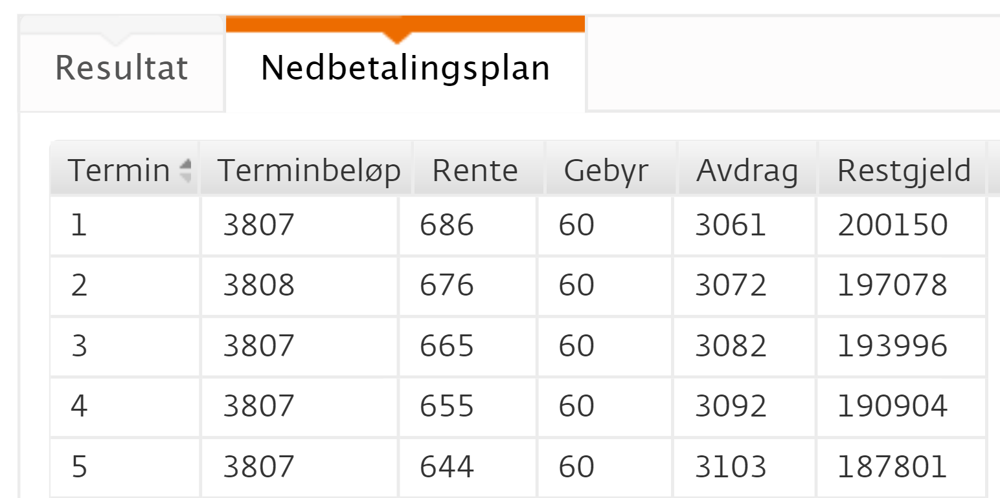 Resultat Nedbetalingsplan
Termin Terminbeløp Rente Gebyr Avdrag Restgjeld
1 3807 686 60 3061 200150
2 3808 676 60 3072 197078
3 3807 665 60 3082 193996
4 3807 655 60 3092 190904
5 3807 644 60 3103 187801